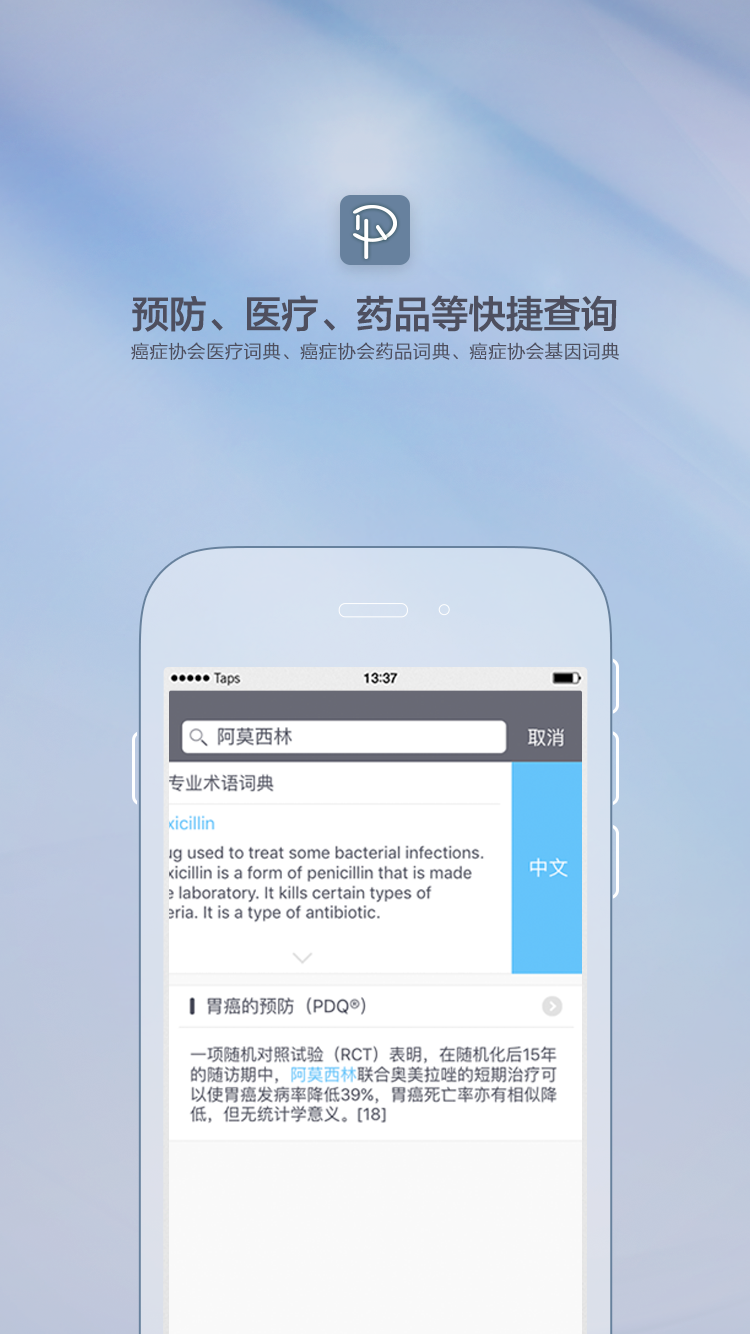 预防、医疗、药品等快捷查询
癌症协会医疗词典、癌症协会药品词典、癌症协会基因词典
Taps 13:37
阿莫西林 取消
专业术语词典
xicillin
ug used to treat some bacterial infections.
xicillin is a form of penicillin that is made
e laboratory. It kills certain types of
eria. It is a type of antibiotic.
中文
胃癌的预防（PDQ®）
一项随机对照试验（RCT）表明，在随机化后15年
的随访期中，阿莫西林联合奥美拉唑的短期治疗可
以使胃癌发病率降低39%，胃癌死亡率亦有相似降
低，但无统计学意义。[18]